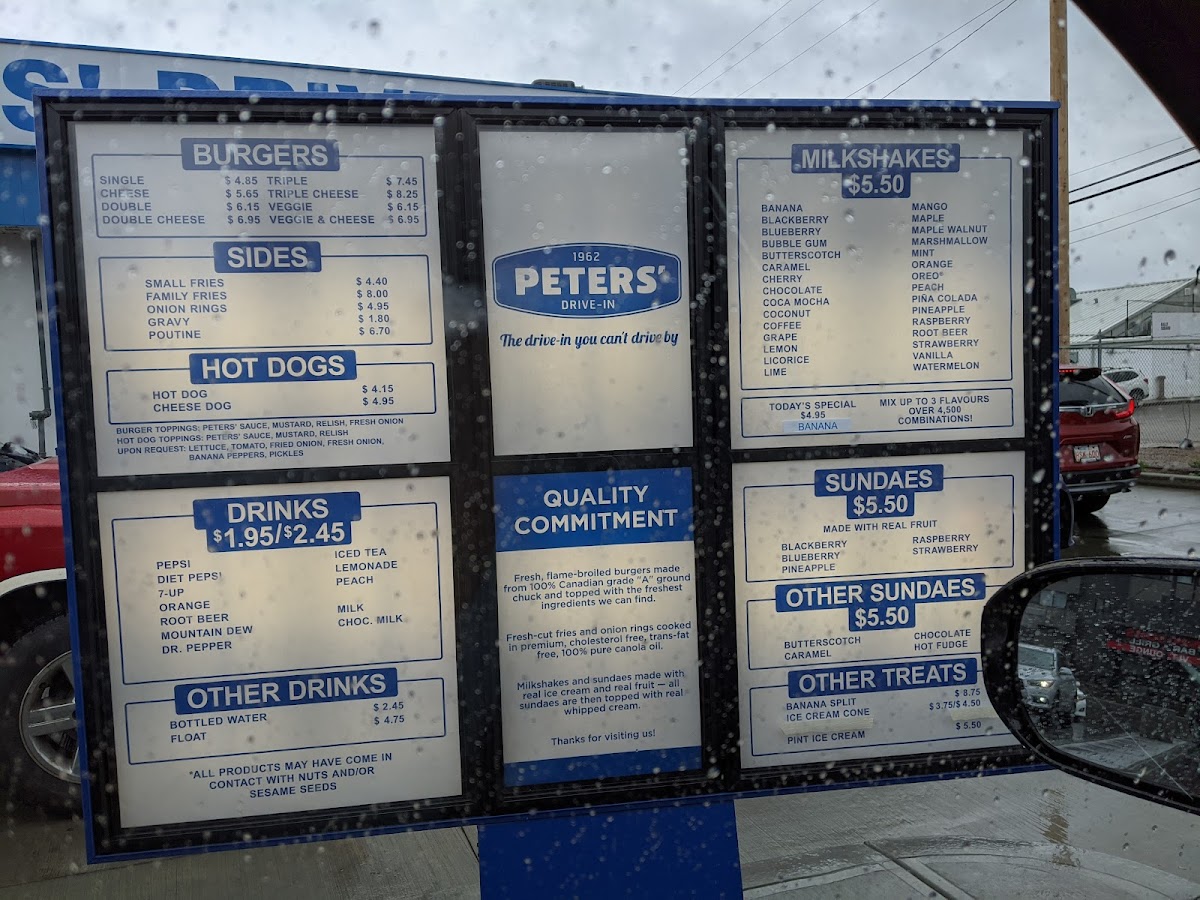 S' DRIVE
BURGERS
SINGLE $ 4.85 TRIPLE $ 7.45
CHEESE $ 5.65 TRIPLE CHEESE $ 8.25
DOUBLE $ 6.15 VEGGIE $ 6.15
DOUBLE CHEESE $ 6.95 VEGGIE & CHEESE $ 6.95
SIDES
SMALL FRIES $ 4.40
FAMILY FRIES $ 8.00
ONION RINGS $ 4.95
GRAVY $ 1.80
POUTINE $ 6.70
HOT DOGS
HOT DOG $ 4.15
CHEESE DOG $ 4.95
BURGER TOPPINGS: PETERS' SAUCE, MUSTARD, RELISH, FRESH ONION
HOT DOG TOPPINGS: PETERS' SAUCE, MUSTARD, RELISH
UPON REQUEST: LETTUCE, TOMATO, FRIED ONION, FRESH ONION,
BANANA PEPPERS, PICKLES
DRINKS
$1.95/$2.45
PEPSI
DIET PEPSI
7-UP
ORANGE
ROOT BEER
MOUNTAIN DEW
DR. PEPPER
ICED TEA
LEMONADE
PEACH
MILK
CHOC. MILK
OTHER DRINKS
BOTTLED WATER $ 2.45
FLOAT $ 4.75
*ALL PRODUCTS MAY HAVE COME IN
CONTACT WITH NUTS AND/OR
SESAME SEEDS
1962
PETERS'
DRIVE-IN
The drive-in you can't drive by
QUALITY
COMMITMENT
Fresh, flame-broiled burgers made
from 100% Canadian grade "A" ground
chuck and topped with the freshest
ingredients we can find.
Fresh-cut fries and onion rings cooked
in premium, cholesterol free, trans-fat
free, 100% pure canola oil.
Milkshakes and sundaes made with
real ice cream and real fruit — all
sundaes are then topped with real
whipped cream.
Thanks for visiting us!
MILKSHAKES
$5.50
BANANA
BLACKBERRY
BLUEBERRY
BUBBLE GUM
BUTTERSCOTCH
CARAMEL
CHERRY
CHOCOLATE
COCA MOCHA
COCONUT
COFFEE
GRAPE
LEMON
LICORICE
LIME
MANGO
MAPLE
MAPLE WALNUT
MARSHMALLOW
MINT
ORANGE
OREO®
PEACH
PIÑA COLADA
PINEAPPLE
RASPBERRY
ROOT BEER
STRAWBERRY
VANILLA
WATERMELON
TODAY'S SPECIAL
$4.95
BANANA
MIX UP TO 3 FLAVOURS
OVER 4,500
COMBINATIONS!
SUNDAES
$5.50
MADE WITH REAL FRUIT
BLACKBERRY
BLUEBERRY
PINEAPPLE
RASPBERRY
STRAWBERRY
OTHER SUNDAES
$5.50
BUTTERSCOTCH
CARAMEL
CHOCOLATE
HOT FUDGE
OTHER TREATS
BANANA SPLIT $ 8.75
ICE CREAM CONE $ 3.75/$ 4.50
PINT ICE CREAM $ 5.50